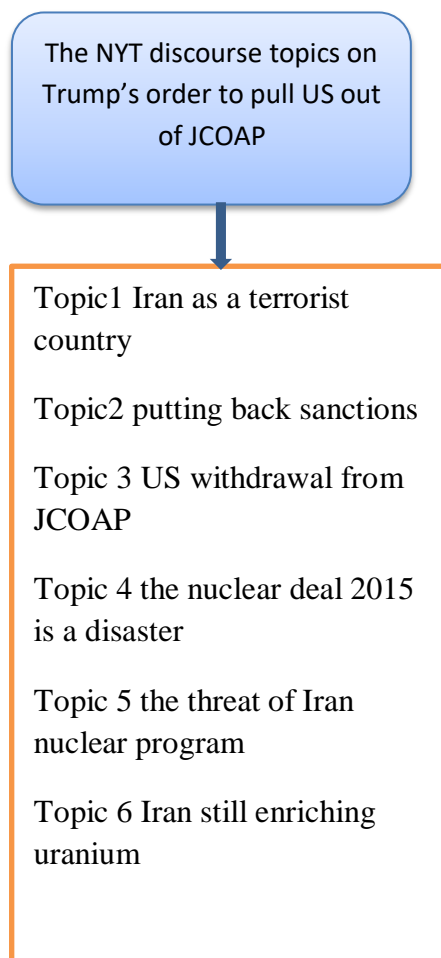 The NYT discourse topics on
Trump's order to pull US out
of JCOAP
Topic1 Iran as a terrorist
country
Topic2 putting back sanctions
Topic 3 US withdrawal from
JCOAP
Topic 4 the nuclear deal 2015
is a disaster
Topic 5 the threat of Iran
nuclear program
Topic 6 Iran still enriching
uranium